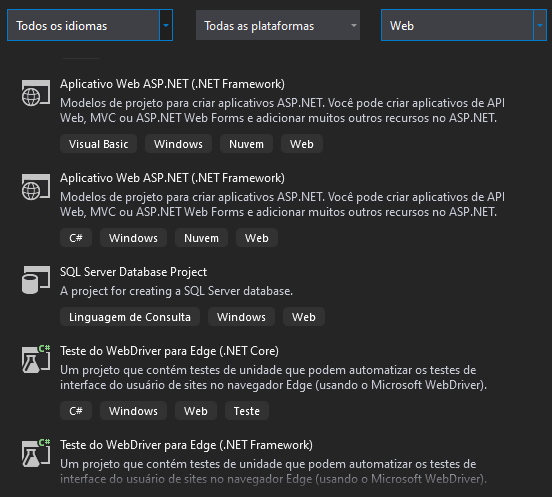 Todos os idiomas
Todas as plataformas
Web
Aplicativo Web ASP.NET (.NET Framework)
Modelos de projeto para criar aplicativos ASP.NET. Você pode criar aplicativos de API
Web, MVC ou ASP.NET Web Forms e adicionar muitos outros recursos no ASP.NET.
Visual Basic
Windows
Nuvem
Web
Aplicativo Web ASP.NET (.NET Framework)
Modelos de projeto para criar aplicativos ASP.NET. Você pode criar aplicativos de API
Web, MVC ou ASP.NET Web Forms e adicionar muitos outros recursos no ASP.NET.
C#
Windows
Nuvem
Web
SQL Server Database Project
A project for creating a SQL Server database.
Linguagem de Consulta
Windows
Web
C#
Teste do WebDriver para Edge (.NET Core)
Um projeto que contém testes de unidade que podem automatizar os testes de
interface do usuário de sites no navegador Edge (usando o Microsoft WebDriver).
C#
Windows
Web
Teste
C#
Teste do WebDriver para Edge (.NET Framework)
Um projeto que contém testes de unidade que podem automatizar os testes de
interface do usuário de sites no navegador Edge (usando o Microsoft WebDriver).